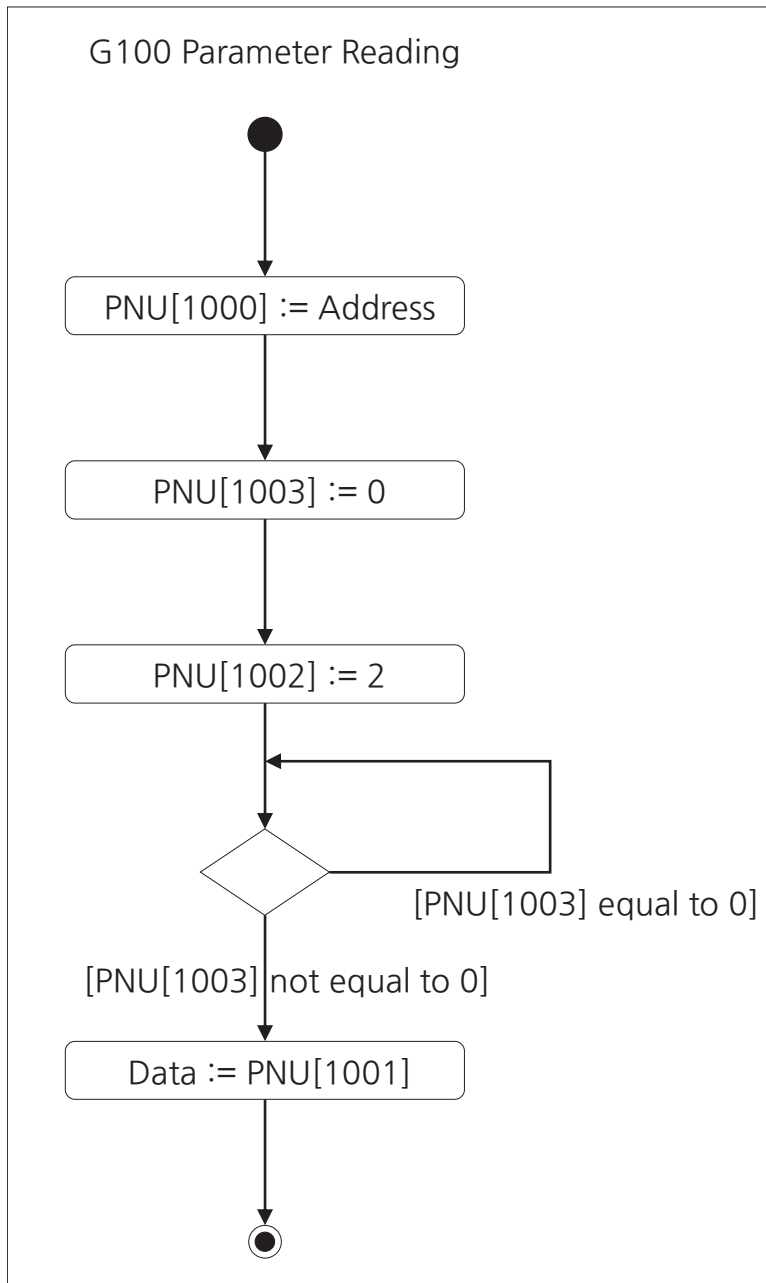 G100 Parameter Reading
PNU[1000] := Address
PNU[1003] := 0
PNU[1002] := 2
[PNU[1003] equal to 0]
[PNU[1003] not equal to 0]
Data := PNU[1001]